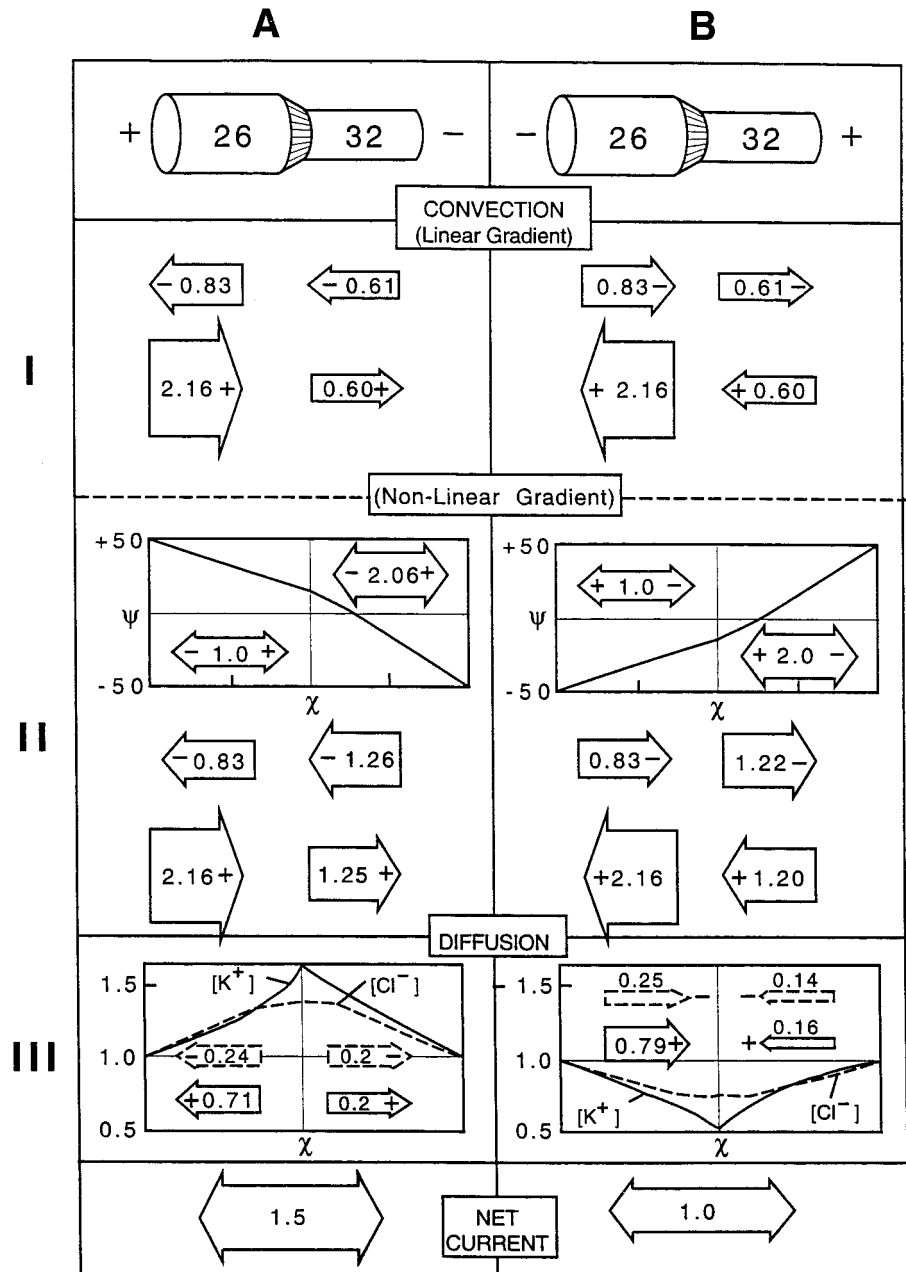 A B
+ 26 32 - - 26 32 +
CONVECTION
(Linear Gradient)
- 0.83 - 0.61 0.83 - 0.61 -
I
2.16 + 0.60+ + 2.16 + 0.60
(Non-Linear Gradient)
+50 - 2.06+ +50 + 1.0 -
ψ ψ
- 1.0 + + 2.0 -
-50 -50
χ χ
II
- 0.83 - 1.26 0.83 - 1.22 -
2.16+ 1.25 + +2.16 + 1.20
DIFFUSION
1.5 [K+] [Cl-] 1.5 0.25 - - 0.14
III
1.0 - 0.24 0.2 - 1.0 0.79+ + 0.16
+0.71 0.2 + [K+] [Cl-]
0.5 0.5
χ χ
1.5 NET 1.0
CURRENT